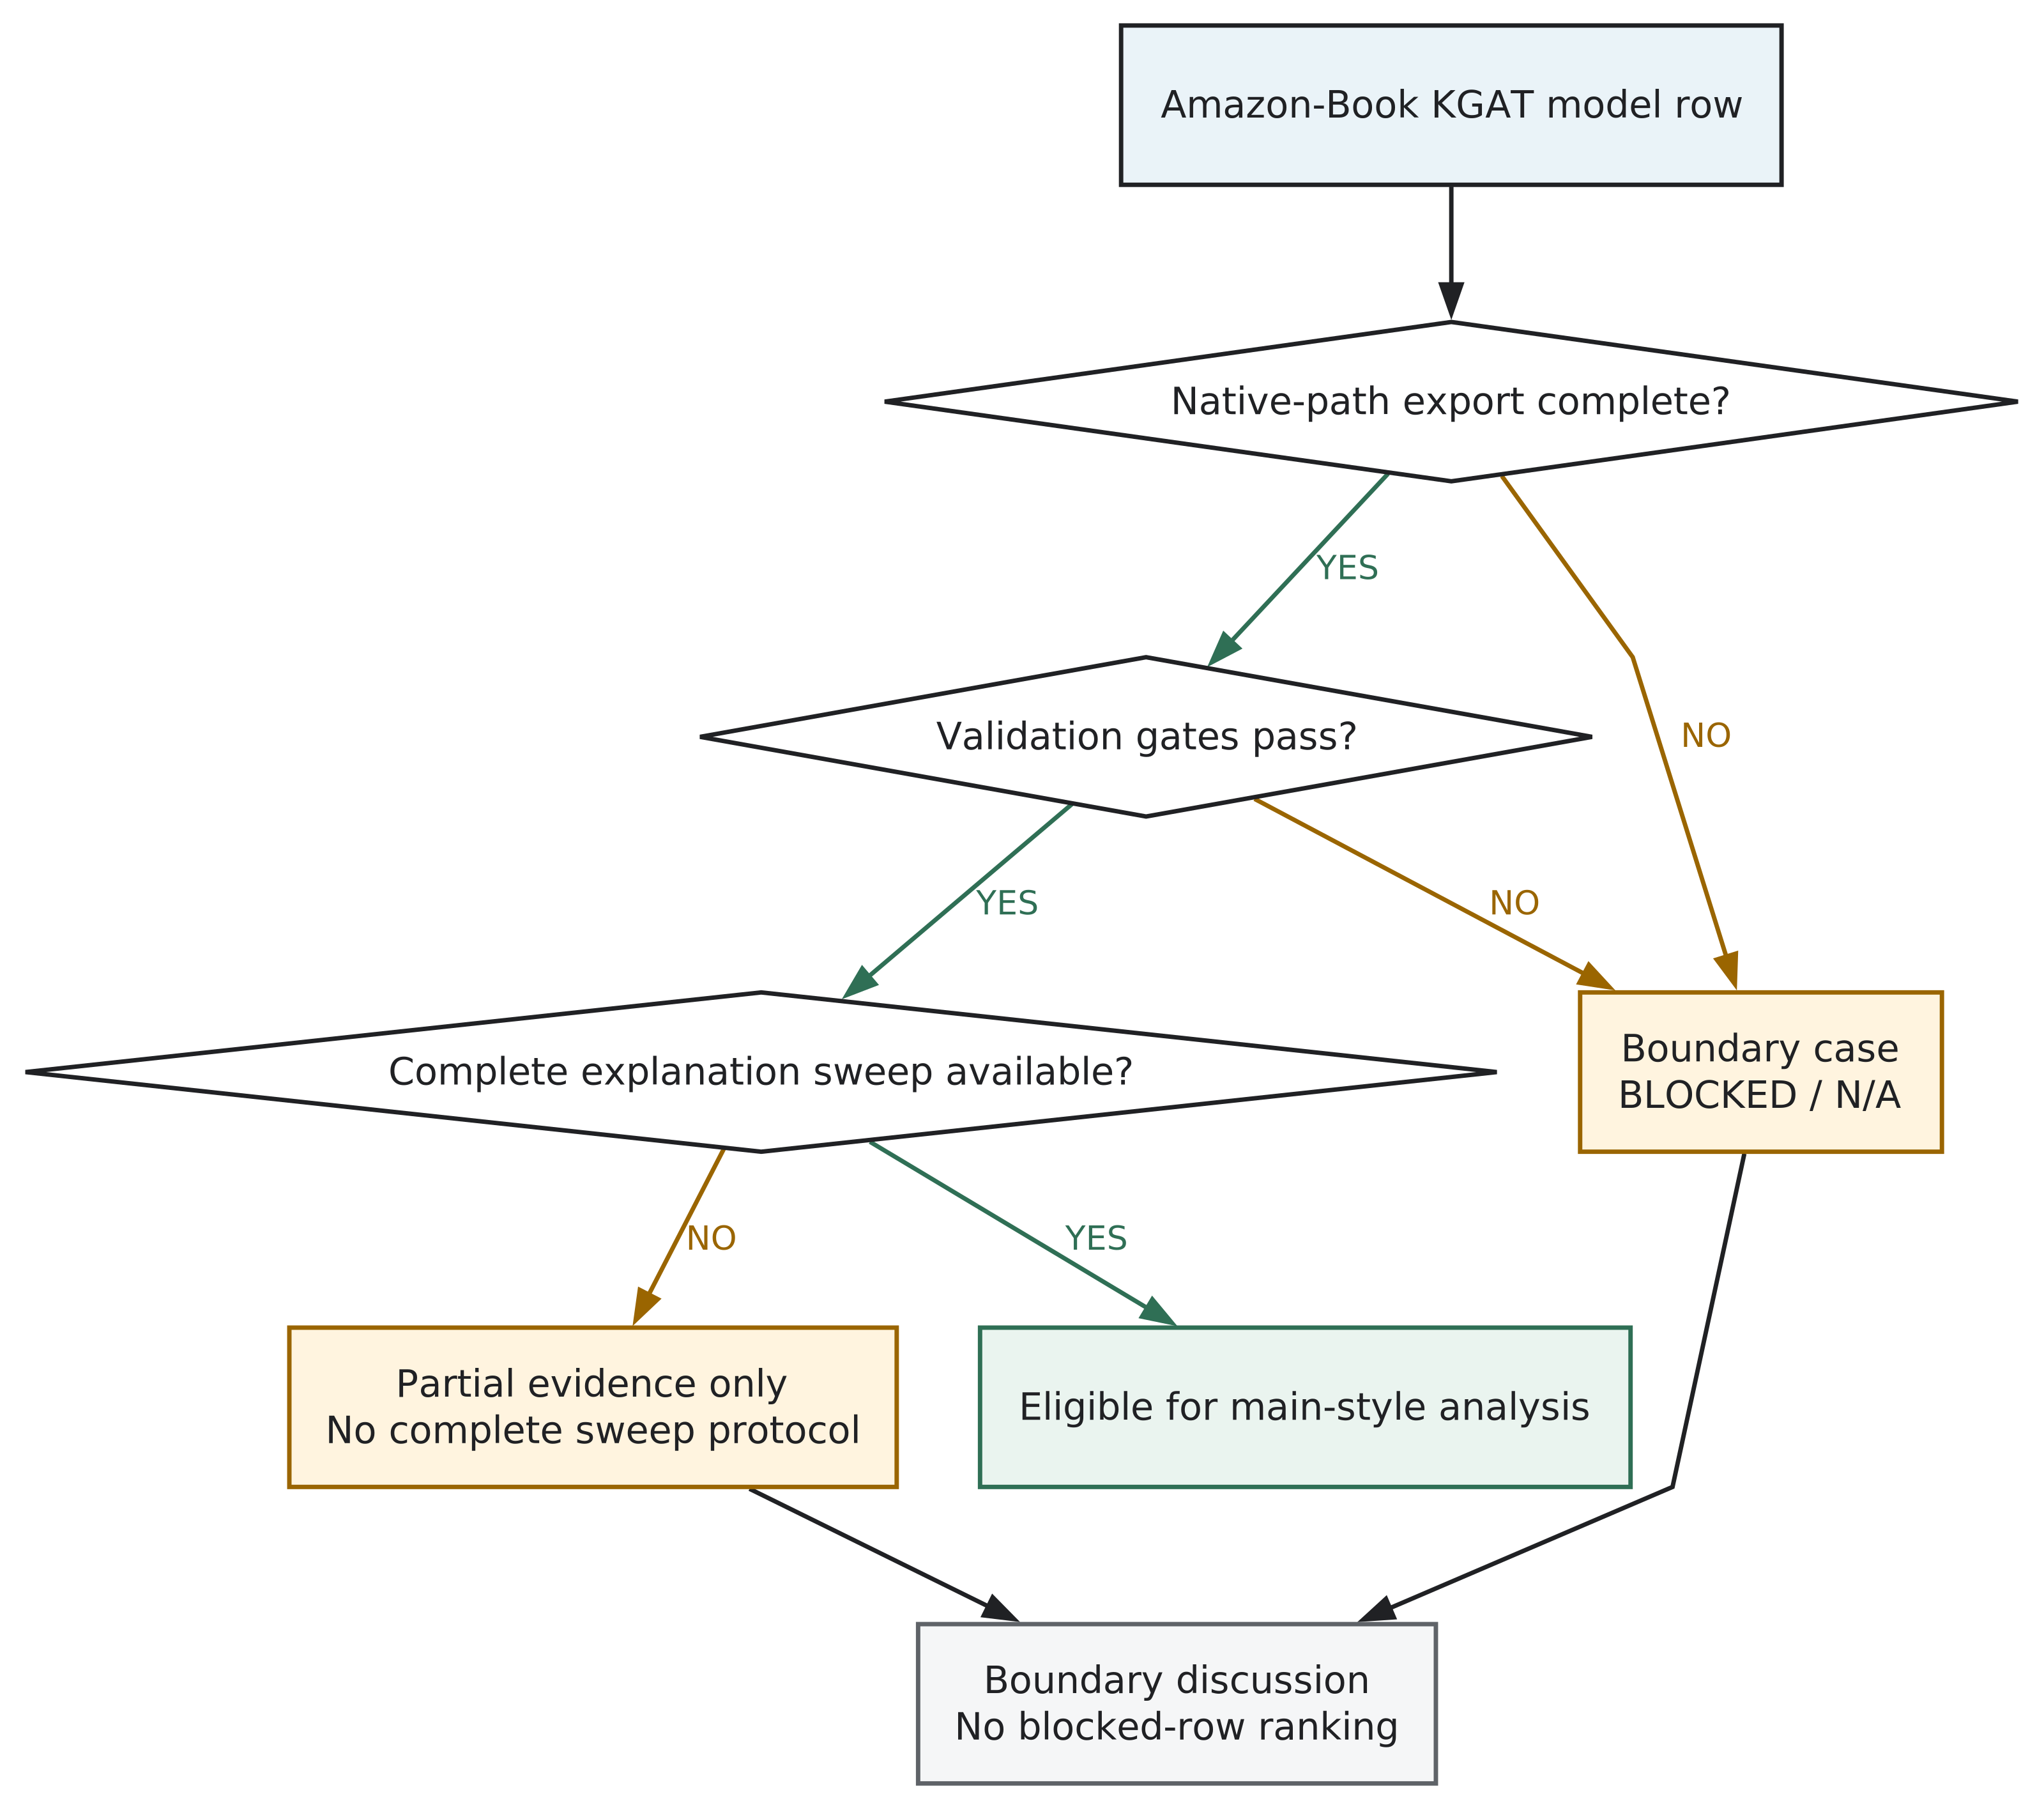 Amazon-Book KGAT model row
Native-path export complete?
YES
NO
Validation gates pass?
YES
NO
Complete explanation sweep available?
Boundary case
BLOCKED / N/A
NO
YES
Partial evidence only
No complete sweep protocol
Eligible for main-style analysis
Boundary discussion
No blocked-row ranking